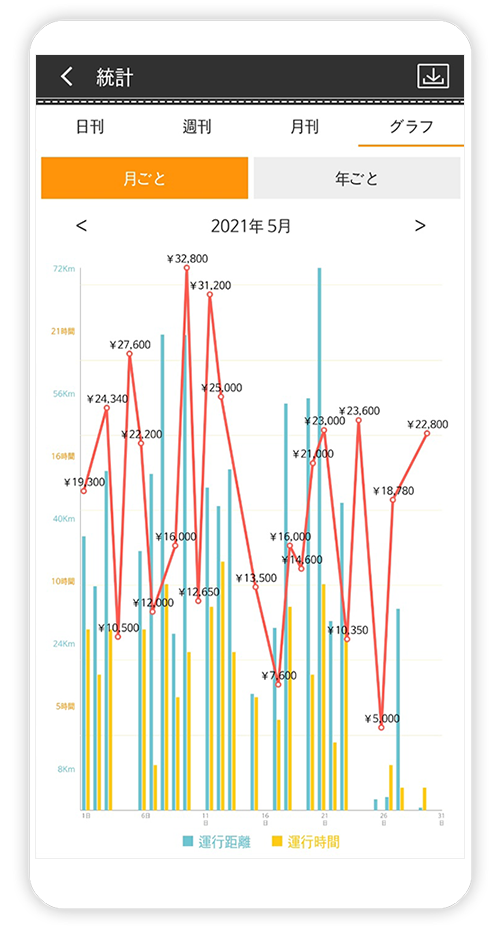 統計
日刊 週刊 月刊 グラフ
月ごと 年ごと
< 2021年 5月 >
72Km
¥32,800
¥31,200
21時間
¥27,600
56Km
¥24,340
¥25,000
¥23,600
¥22,200
¥23,000
¥22,800
16時間
¥21,000
¥19,300
¥18,780
40Km
¥16,000
¥16,000
¥14,600
10時間
¥13,500
¥12,650
¥12,000
¥10,500
¥10,350
24Km
¥7,600
5時間
¥5,000
8Km
1日 6日 11日 16日 21日 26日 31日
運行距離 運行時間